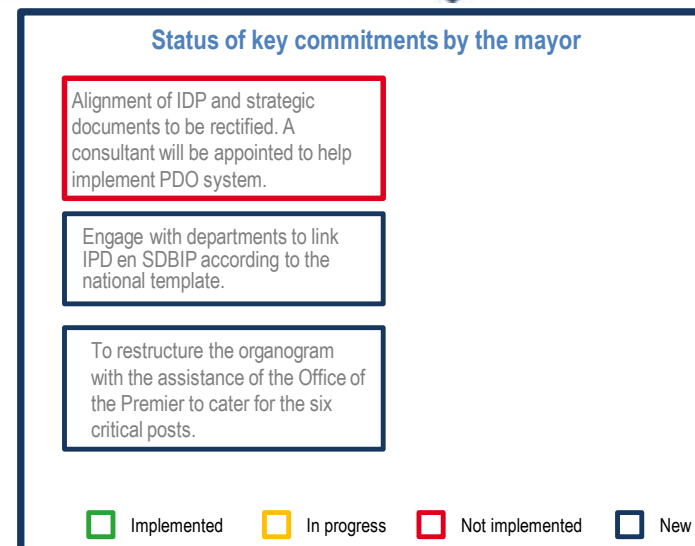 Status of key commitments by the mayor
Alignment of IDP and strategic
documents to be rectified. A
consultant will be appointed to help
implement PDO system.
Engage with departments to link
IPD en SDBIP according to the
national template.
To restructure the organogram
with the assistance of the Office of
the Premier to cater for the six
critical posts.
Implemented In progress Not implemented New